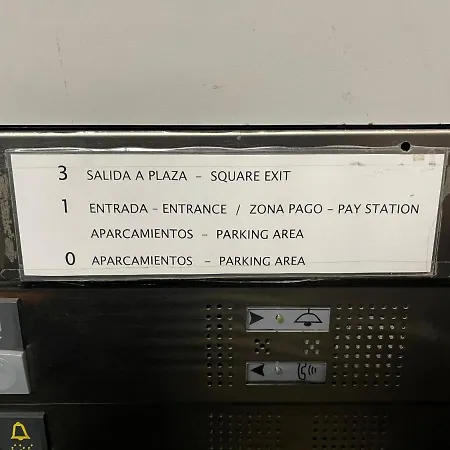 3 SALIDA A PLAZA - SQUARE EXIT
1 ENTRADA - ENTRANCE / ZONA PAGO - PAY STATION
APARCAMIENTOS - PARKING AREA
0 APARCAMIENTOS - PARKING AREA